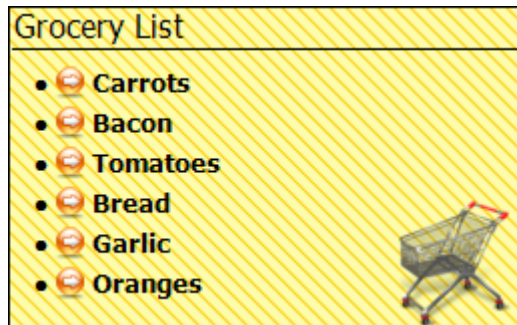 Grocery List
Carrots
Bacon
Tomatoes
Bread
Garlic
Oranges